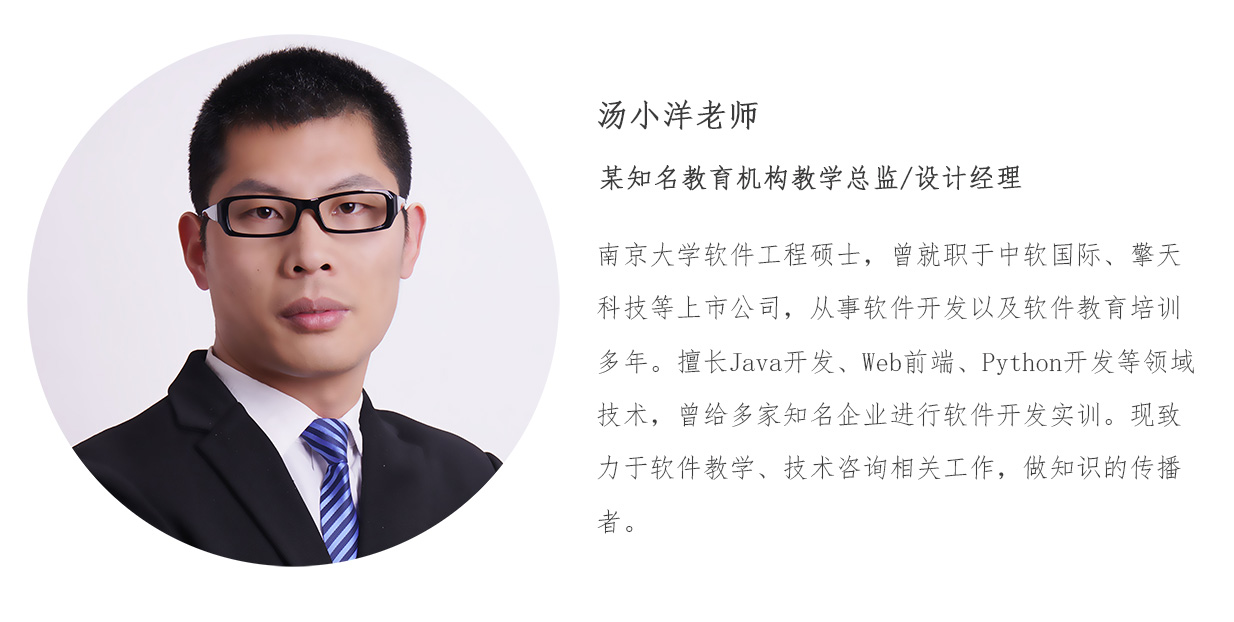 汤小洋老师
某知名教育机构教学总监/设计经理
南京大学软件工程硕士，曾就职于中软国际、擎天
科技等上市公司，从事软件开发以及软件教育培训
多年。擅长Java开发、Web前端、Python开发等领域
技术，曾给多家知名企业进行软件开发实训。现致
力于软件教学、技术咨询相关工作，做知识的传播
者。